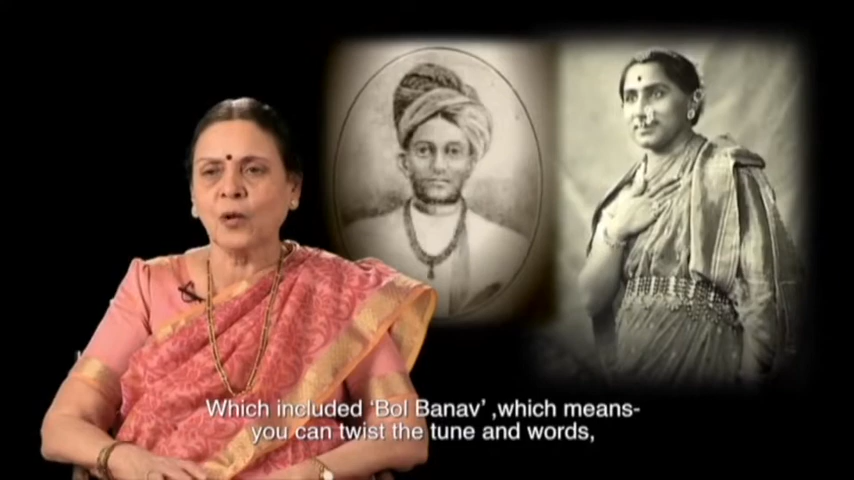 Which included ‘Bol Banav’ ,which means-
you can twist the tune and words,